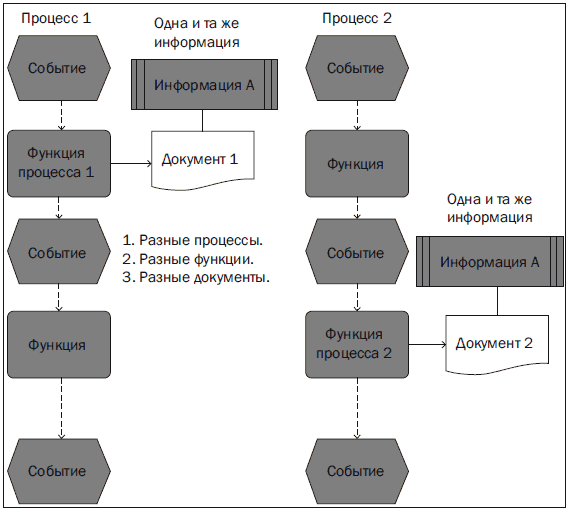 Процесс 1
Одна и та же
информация
Событие
Информация А
Функция
процесса 1
Документ 1
Событие
1. Разные процессы.
2. Разные функции.
3. Разные документы.
Функция
Событие
Процесс 2
Событие
Функция
Одна и та же
информация
Событие
Информация А
Функция
процесса 2
Документ 2
Событие